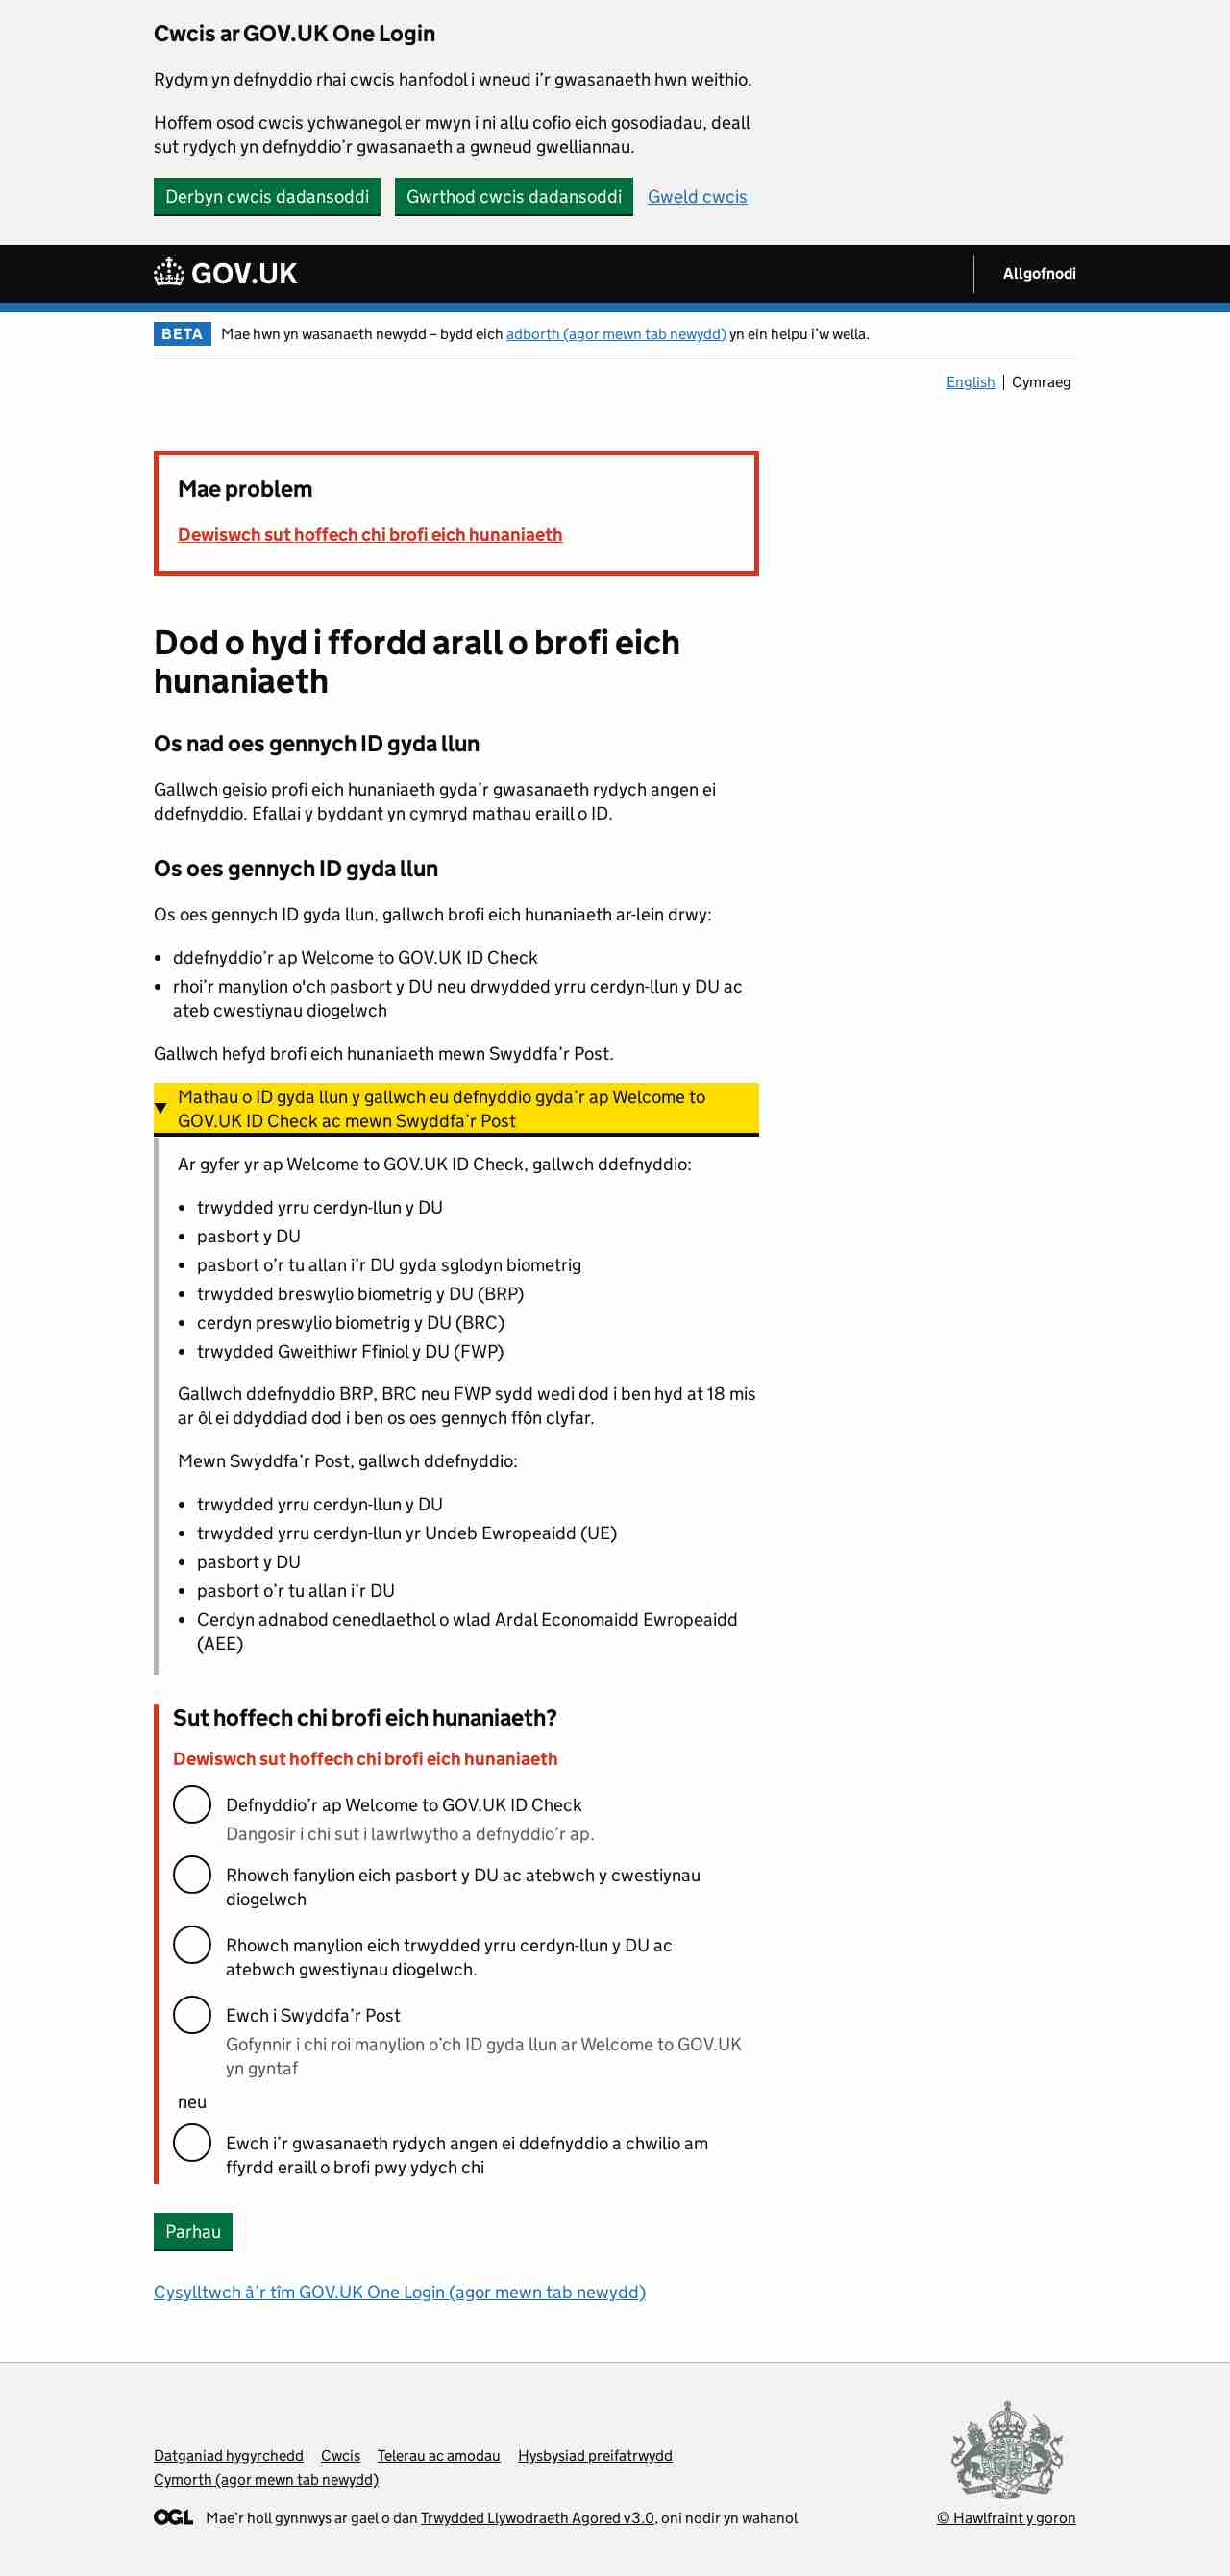 Cwcis ar GOV.UK One Login
Rydym yn defnyddio rhai cwcis hanfodol i wneud i’r gwasanaeth hwn weithio.
Hoffem osod cwcis ychwanegol er mwyn i ni allu cofio eich gosodiadau, deall
sut rydych yn defnyddio’r gwasanaeth a gwneud gwelliannau.
Derbyn cwcis dadansoddi Gwrthod cwcis dadansoddi Gweld cwcis
GOV.UK Allgofnodi
BETA Mae hwn yn wasanaeth newydd – bydd eich adborth (agor mewn tab newydd) yn ein helpu i’w wella.
English Cymraeg
Mae problem
Dewiswch sut hoffech chi brofi eich hunaniaeth
Dod o hyd i ffordd arall o brofi eich
hunaniaeth
Os nad oes gennych ID gyda llun
Gallwch geisio profi eich hunaniaeth gyda’r gwasanaeth rydych angen ei
ddefnyddio. Efallai y byddant yn cymryd mathau eraill o ID.
Os oes gennych ID gyda llun
Os oes gennych ID gyda llun, gallwch brofi eich hunaniaeth ar-lein drwy:
• ddefnyddio’r ap Welcome to GOV.UK ID Check
• rhoi’r manylion o'ch pasbort y DU neu drwydded yrru cerdyn-llun y DU ac
ateb cwestiynau diogelwch
Gallwch hefyd brofi eich hunaniaeth mewn Swyddfa’r Post.
▼ Mathau o ID gyda llun y gallwch eu defnyddio gyda’r ap Welcome to
GOV.UK ID Check ac mewn Swyddfa’r Post
Ar gyfer yr ap Welcome to GOV.UK ID Check, gallwch ddefnyddio:
• trwydded yrru cerdyn-llun y DU
• pasbort y DU
• pasbort o’r tu allan i’r DU gyda sglodyn biometrig
• trwydded breswylio biometrig y DU (BRP)
• cerdyn preswylio biometrig y DU (BRC)
• trwydded Gweithiwr Ffiniol y DU (FWP)
Gallwch ddefnyddio BRP, BRC neu FWP sydd wedi dod i ben hyd at 18 mis
ar ôl ei ddyddiad dod i ben os oes gennych ffôn clyfar.
Mewn Swyddfa’r Post, gallwch ddefnyddio:
• trwydded yrru cerdyn-llun y DU
• trwydded yrru cerdyn-llun yr Undeb Ewropeaidd (UE)
• pasbort y DU
• pasbort o’r tu allan i’r DU
• Cerdyn adnabod cenedlaethol o wlad Ardal Economaidd Ewropeaidd
(AEE)
Sut hoffech chi brofi eich hunaniaeth?
Dewiswch sut hoffech chi brofi eich hunaniaeth
Defnyddio’r ap Welcome to GOV.UK ID Check
Dangosir i chi sut i lawrlwytho a defnyddio’r ap.
Rhowch fanylion eich pasbort y DU ac atebwch y cwestiynau
diogelwch
Rhowch manylion eich trwydded yrru cerdyn-llun y DU ac
atebwch gwestiynau diogelwch.
Ewch i Swyddfa’r Post
Gofynnir i chi roi manylion o’ch ID gyda llun ar Welcome to GOV.UK
yn gyntaf
neu
Ewch i’r gwasanaeth rydych angen ei ddefnyddio a chwilio am
ffyrdd eraill o brofi pwy ydych chi
Parhau
Cysylltwch â’r tîm GOV.UK One Login (agor mewn tab newydd)
Datganiad hygyrchedd Cwcis Telerau ac amodau Hysbysiad preifatrwydd
Cymorth (agor mewn tab newydd)
OGL Mae’r holl gynnwys ar gael o dan Trwydded Llywodraeth Agored v3.0, oni nodir yn wahanol
© Hawlfraint y goron